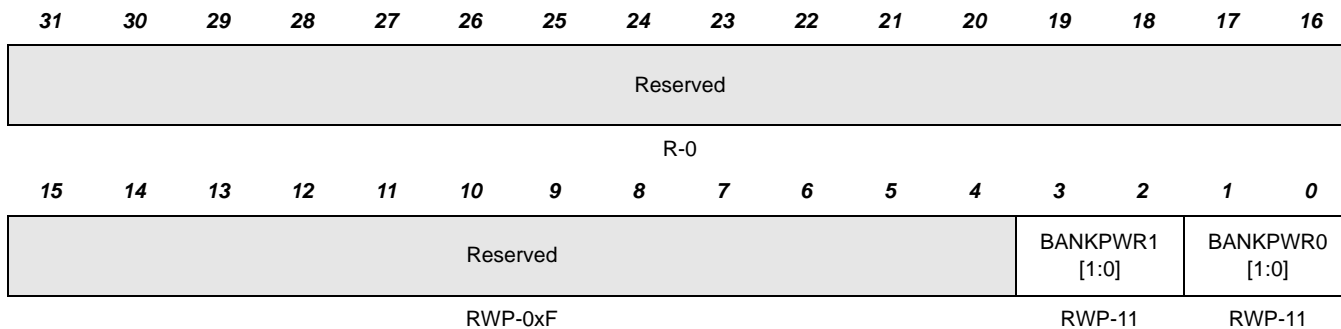 31 30 29 28 27 26 25 24 23 22 21 20 19 18 17 16
Reserved
R-0
15 14 13 12 11 10 9 8 7 6 5 4 3 2 1 0
Reserved BANKPWR1 BANKPWR0
[1:0] [1:0]
RWP-0xF RWP-11 RWP-11